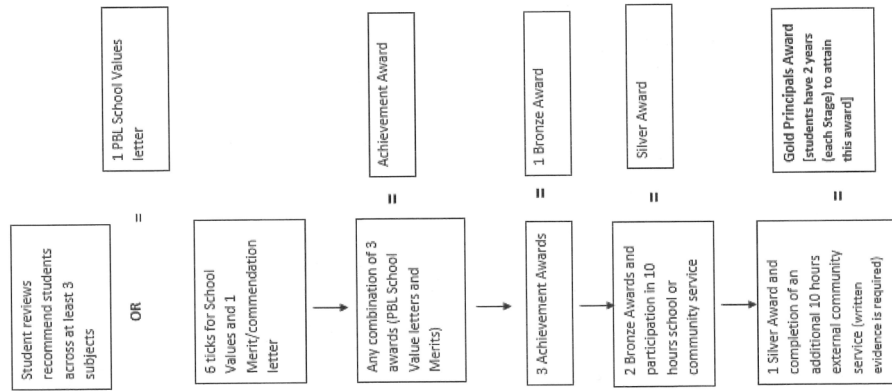 Student reviews
recommend students
across at least 3
subjects
OR
=
1 PBL School Values
letter
6 ticks for School
Values and 1
Merit/commendation
letter
Any combination of 3
awards (PBL School
Value letters and
Merits)
=
Achievement Award
3 Achievement Awards
=
1 Bronze Award
2 Bronze Awards and
participation in 10
hours school or
community service
=
Silver Award
1 Silver Award and
completion of an
additional 10 hours
external community
service (written
evidence is required)
=
Gold Principals Award
[students have 2 years
(each Stage) to attain
this award]